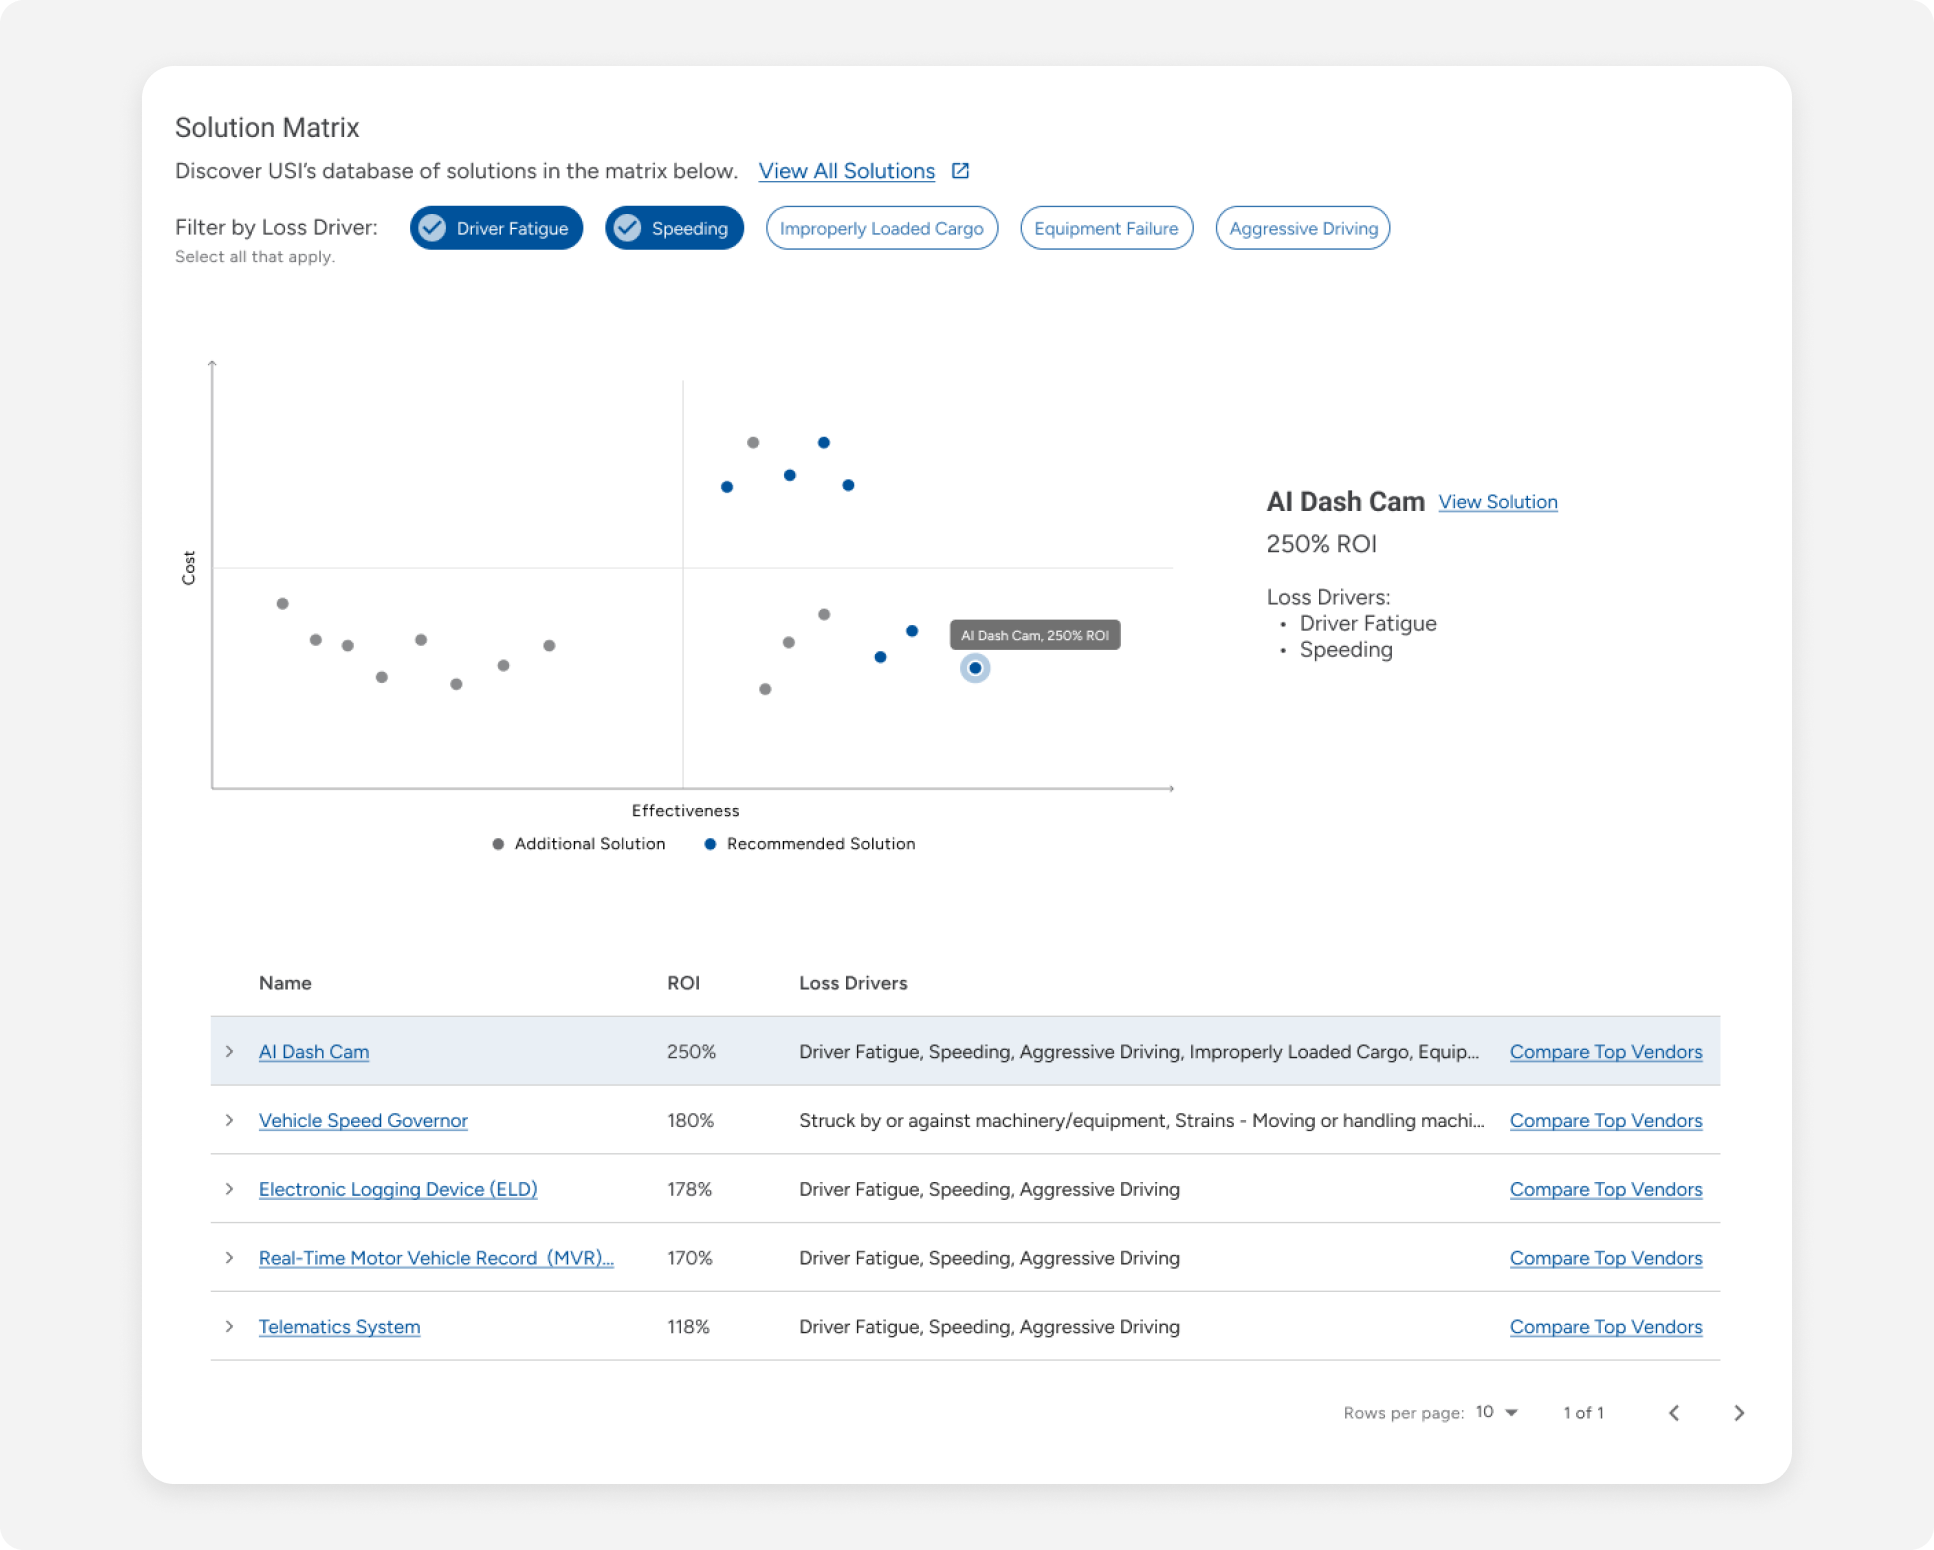 Solution Matrix
Discover USI's database of solutions in the matrix below. View All Solutions
Filter by Loss Driver: Driver Fatigue Speeding Improperly Loaded Cargo Equipment Failure Aggressive Driving
Select all that apply.
Cost
AI Dash Cam, 250% ROI
Effectiveness
Additional Solution Recommended Solution
AI Dash Cam View Solution
250% ROI
Loss Drivers:
• Driver Fatigue
• Speeding
Name ROI Loss Drivers
AI Dash Cam 250% Driver Fatigue, Speeding, Aggressive Driving, Improperly Loaded Cargo, Equip... Compare Top Vendors
Vehicle Speed Governor 180% Struck by or against machinery/equipment, Strains - Moving or handling machi... Compare Top Vendors
Electronic Logging Device (ELD) 178% Driver Fatigue, Speeding, Aggressive Driving Compare Top Vendors
Real-Time Motor Vehicle Record (MVR)... 170% Driver Fatigue, Speeding, Aggressive Driving Compare Top Vendors
Telematics System 118% Driver Fatigue, Speeding, Aggressive Driving Compare Top Vendors
Rows per page: 10 1 of 1